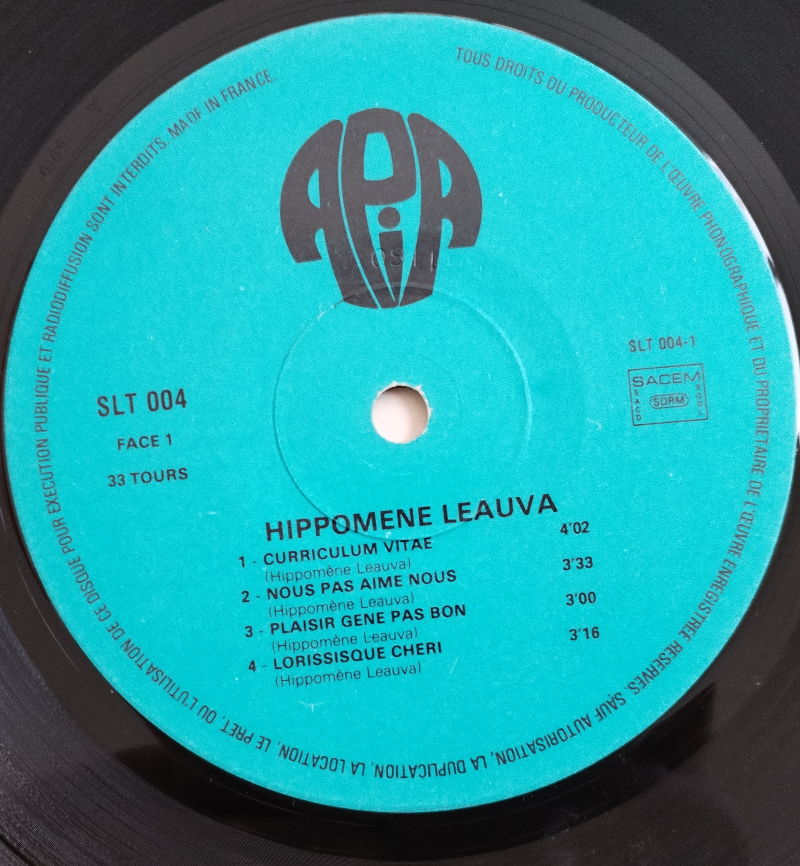 TOUS DROITS DU PRODUCTEUR DE L'ŒUVRE PHONOGRAPHIQUE ET DU PROPRIETAIRE DE L'ŒUVRE ENREGISTREE RESERVES. SAUF AUTORISATION, LA DUPLICATION, LA LOCATION, LE PRET, OU L'UTILISATION DE CE DISQUE POUR EXECUTION PUBLIQUE ET RADIODIFFUSION SONT INTERDITS. MADE IN FRANCE.
APiA
SLT 004-1
SACEM
SACD
SDRM
SGDL
SLT 004
FACE 1
33 TOURS
HIPPOMENE LEAUVA
1 - CURRICULUM VITAE 4'02
(Hippomène Leauva)
2 - NOUS PAS AIME NOUS 3'33
(Hippomène Leauva)
3 - PLAISIR GENE PAS BON 3'00
(Hippomène Leauva)
4 - LORISSISQUE CHERI 3'16
(Hippomène Leauva)